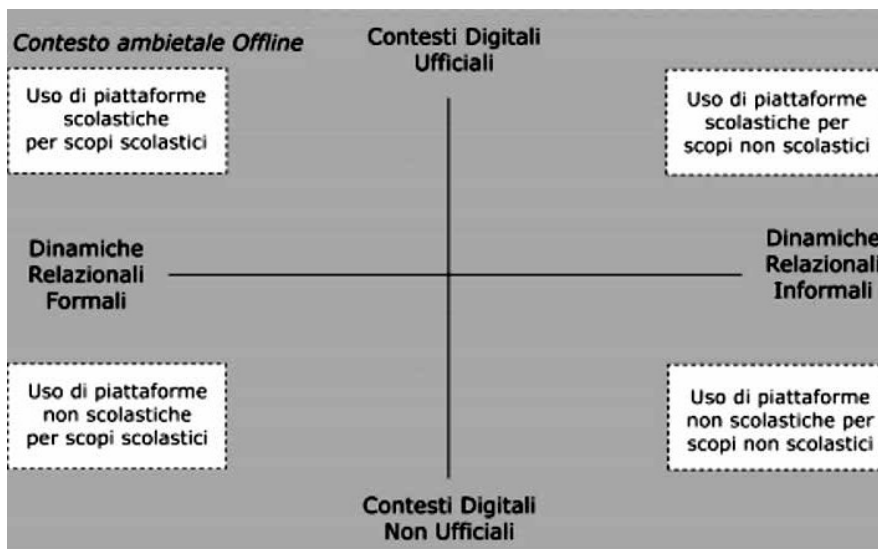 Contesto ambietale Offline
Contesti Digitali
Ufficiali
Uso di piattaforme
scolastiche
per scopi scolastici
Uso di piattaforme
scolastiche per
scopi non scolastici
Dinamiche
Relazionali
Formali
Dinamiche
Relazionali
Informali
Uso di piattaforme
non scolastiche
per scopi scolastici
Uso di piattaforme
non scolastiche per
scopi non scolastici
Contesti Digitali
Non Ufficiali